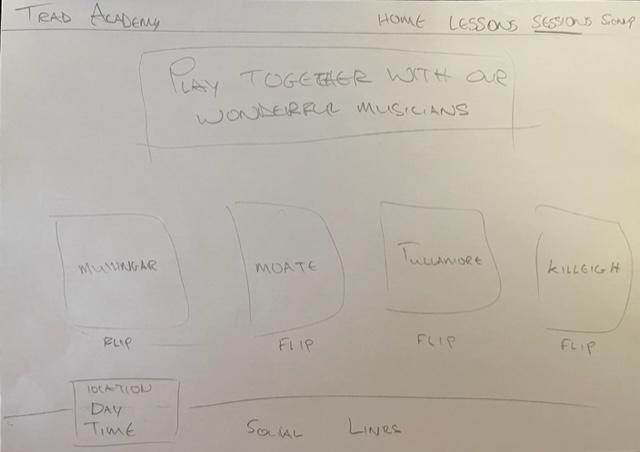 TRAD ACADEMY
HOME LESSONS SESSIONS
PLAY TOGETHER WITH OUR
WONDERFUL MUSICIANS
MULLINGAR MOATE TULLAMORE KILLEIGH
FLIP FLIP FLIP FLIP
LOCATION
DAY
TIME
SOCIAL LINKS